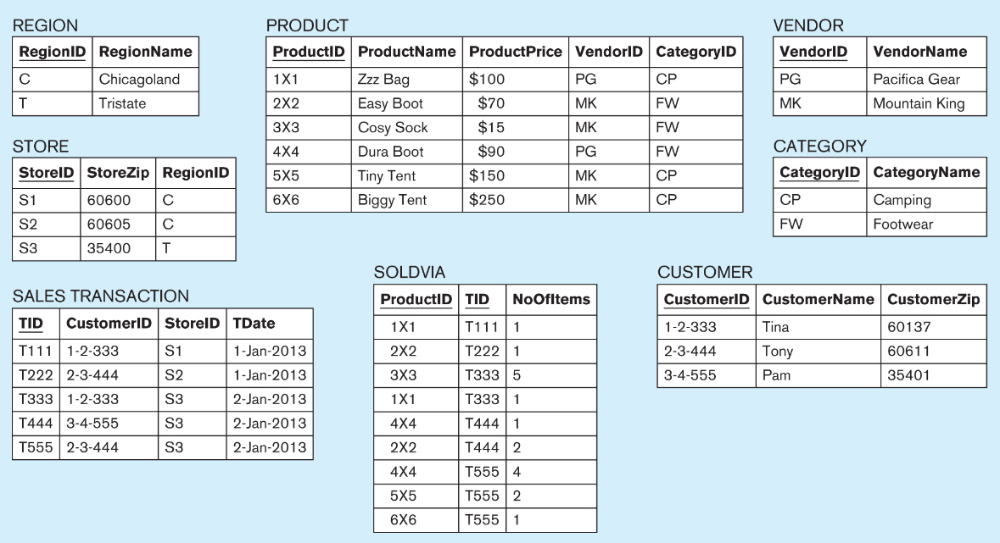 REGION
RegionID RegionName
C Chicagoland
T Tristate
PRODUCT
ProductID ProductName ProductPrice VendorID CategoryID
1X1 Zzz Bag $100 PG CP
2X2 Easy Boot $70 MK FW
3X3 Cosy Sock $15 MK FW
4X4 Dura Boot $90 PG FW
5X5 Tiny Tent $150 MK CP
6X6 Biggy Tent $250 MK CP
VENDOR
VendorID VendorName
PG Pacifica Gear
MK Mountain King
STORE
StoreID StoreZip RegionID
S1 60600 C
S2 60605 C
S3 35400 T
CATEGORY
CategoryID CategoryName
CP Camping
FW Footwear
SALES TRANSACTION
TID CustomerID StoreID TDate
T111 1-2-333 S1 1-Jan-2013
T222 2-3-444 S2 1-Jan-2013
T333 1-2-333 S3 2-Jan-2013
T444 3-4-555 S3 2-Jan-2013
T555 2-3-444 S3 2-Jan-2013
SOLDVIA
ProductID TID NoOfItems
1X1 T111 1
2X2 T222 1
3X3 T333 5
1X1 T333 1
4X4 T444 1
2X2 T444 2
4X4 T555 4
5X5 T555 2
6X6 T555 1
CUSTOMER
CustomerID CustomerName CustomerZip
1-2-333 Tina 60137
2-3-444 Tony 60611
3-4-555 Pam 35401